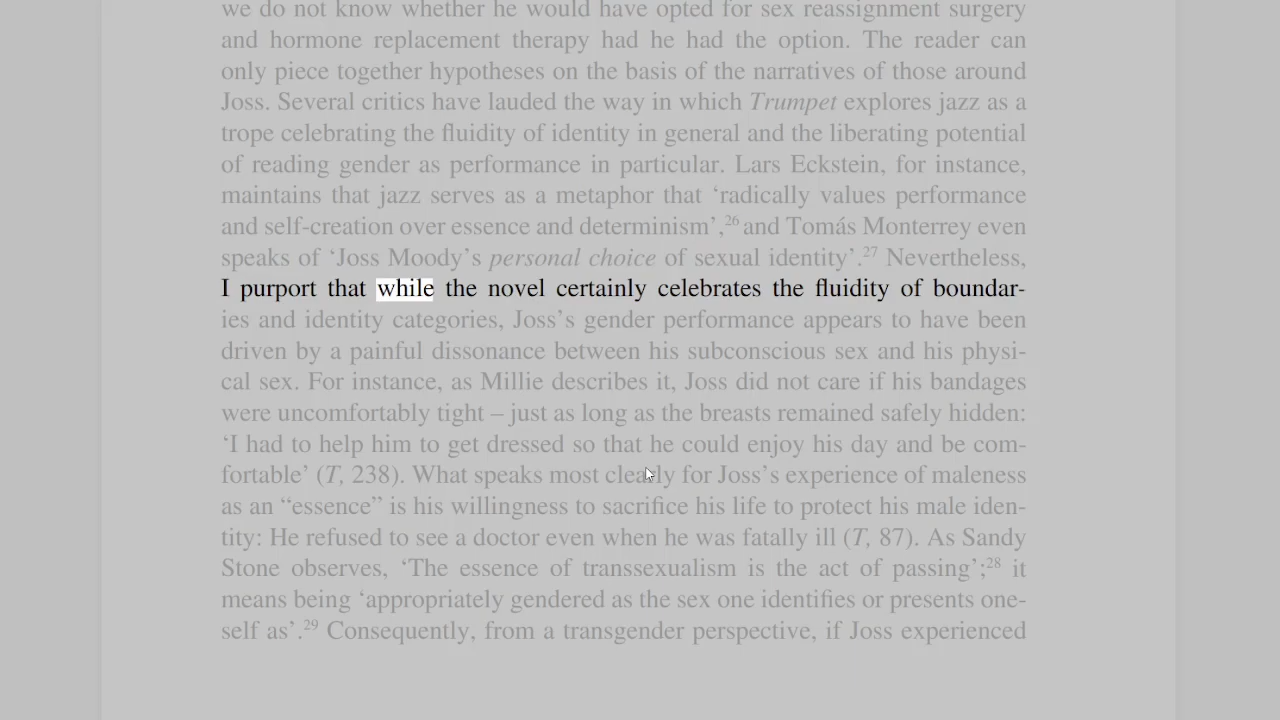 we do not know whether he would have opted for sex reassignment surgery
and hormone replacement therapy had he had the option. The reader can
only piece together hypotheses on the basis of the narratives of those around
Joss. Several critics have lauded the way in which Trumpet explores jazz as a
trope celebrating the fluidity of identity in general and the liberating potential
of reading gender as performance in particular. Lars Eckstein, for instance,
maintains that jazz serves as a metaphor that ‘radically values performance
and self-creation over essence and determinism’,26 and Tomás Monterrey even
speaks of ‘Joss Moody’s personal choice of sexual identity’.27 Nevertheless,
I purport that while the novel certainly celebrates the fluidity of boundar-
ies and identity categories, Joss’s gender performance appears to have been
driven by a painful dissonance between his subconscious sex and his physi-
cal sex. For instance, as Millie describes it, Joss did not care if his bandages
were uncomfortably tight – just as long as the breasts remained safely hidden:
‘I had to help him to get dressed so that he could enjoy his day and be com-
fortable’ (T, 238). What speaks most clearly for Joss’s experience of maleness
as an “essence” is his willingness to sacrifice his life to protect his male iden-
tity: He refused to see a doctor even when he was fatally ill (T, 87). As Sandy
Stone observes, ‘The essence of transsexualism is the act of passing’;28 it
means being ‘appropriately gendered as the sex one identifies or presents one-
self as’.29 Consequently, from a transgender perspective, if Joss experienced